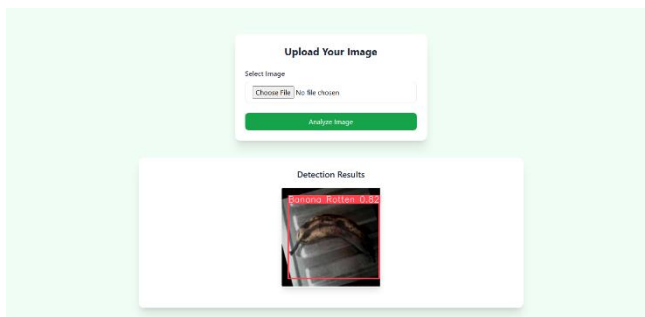 Upload Your Image
Select Image
Choose File No file chosen
Analyze Image
Detection Results
Banana Rotten 0.82